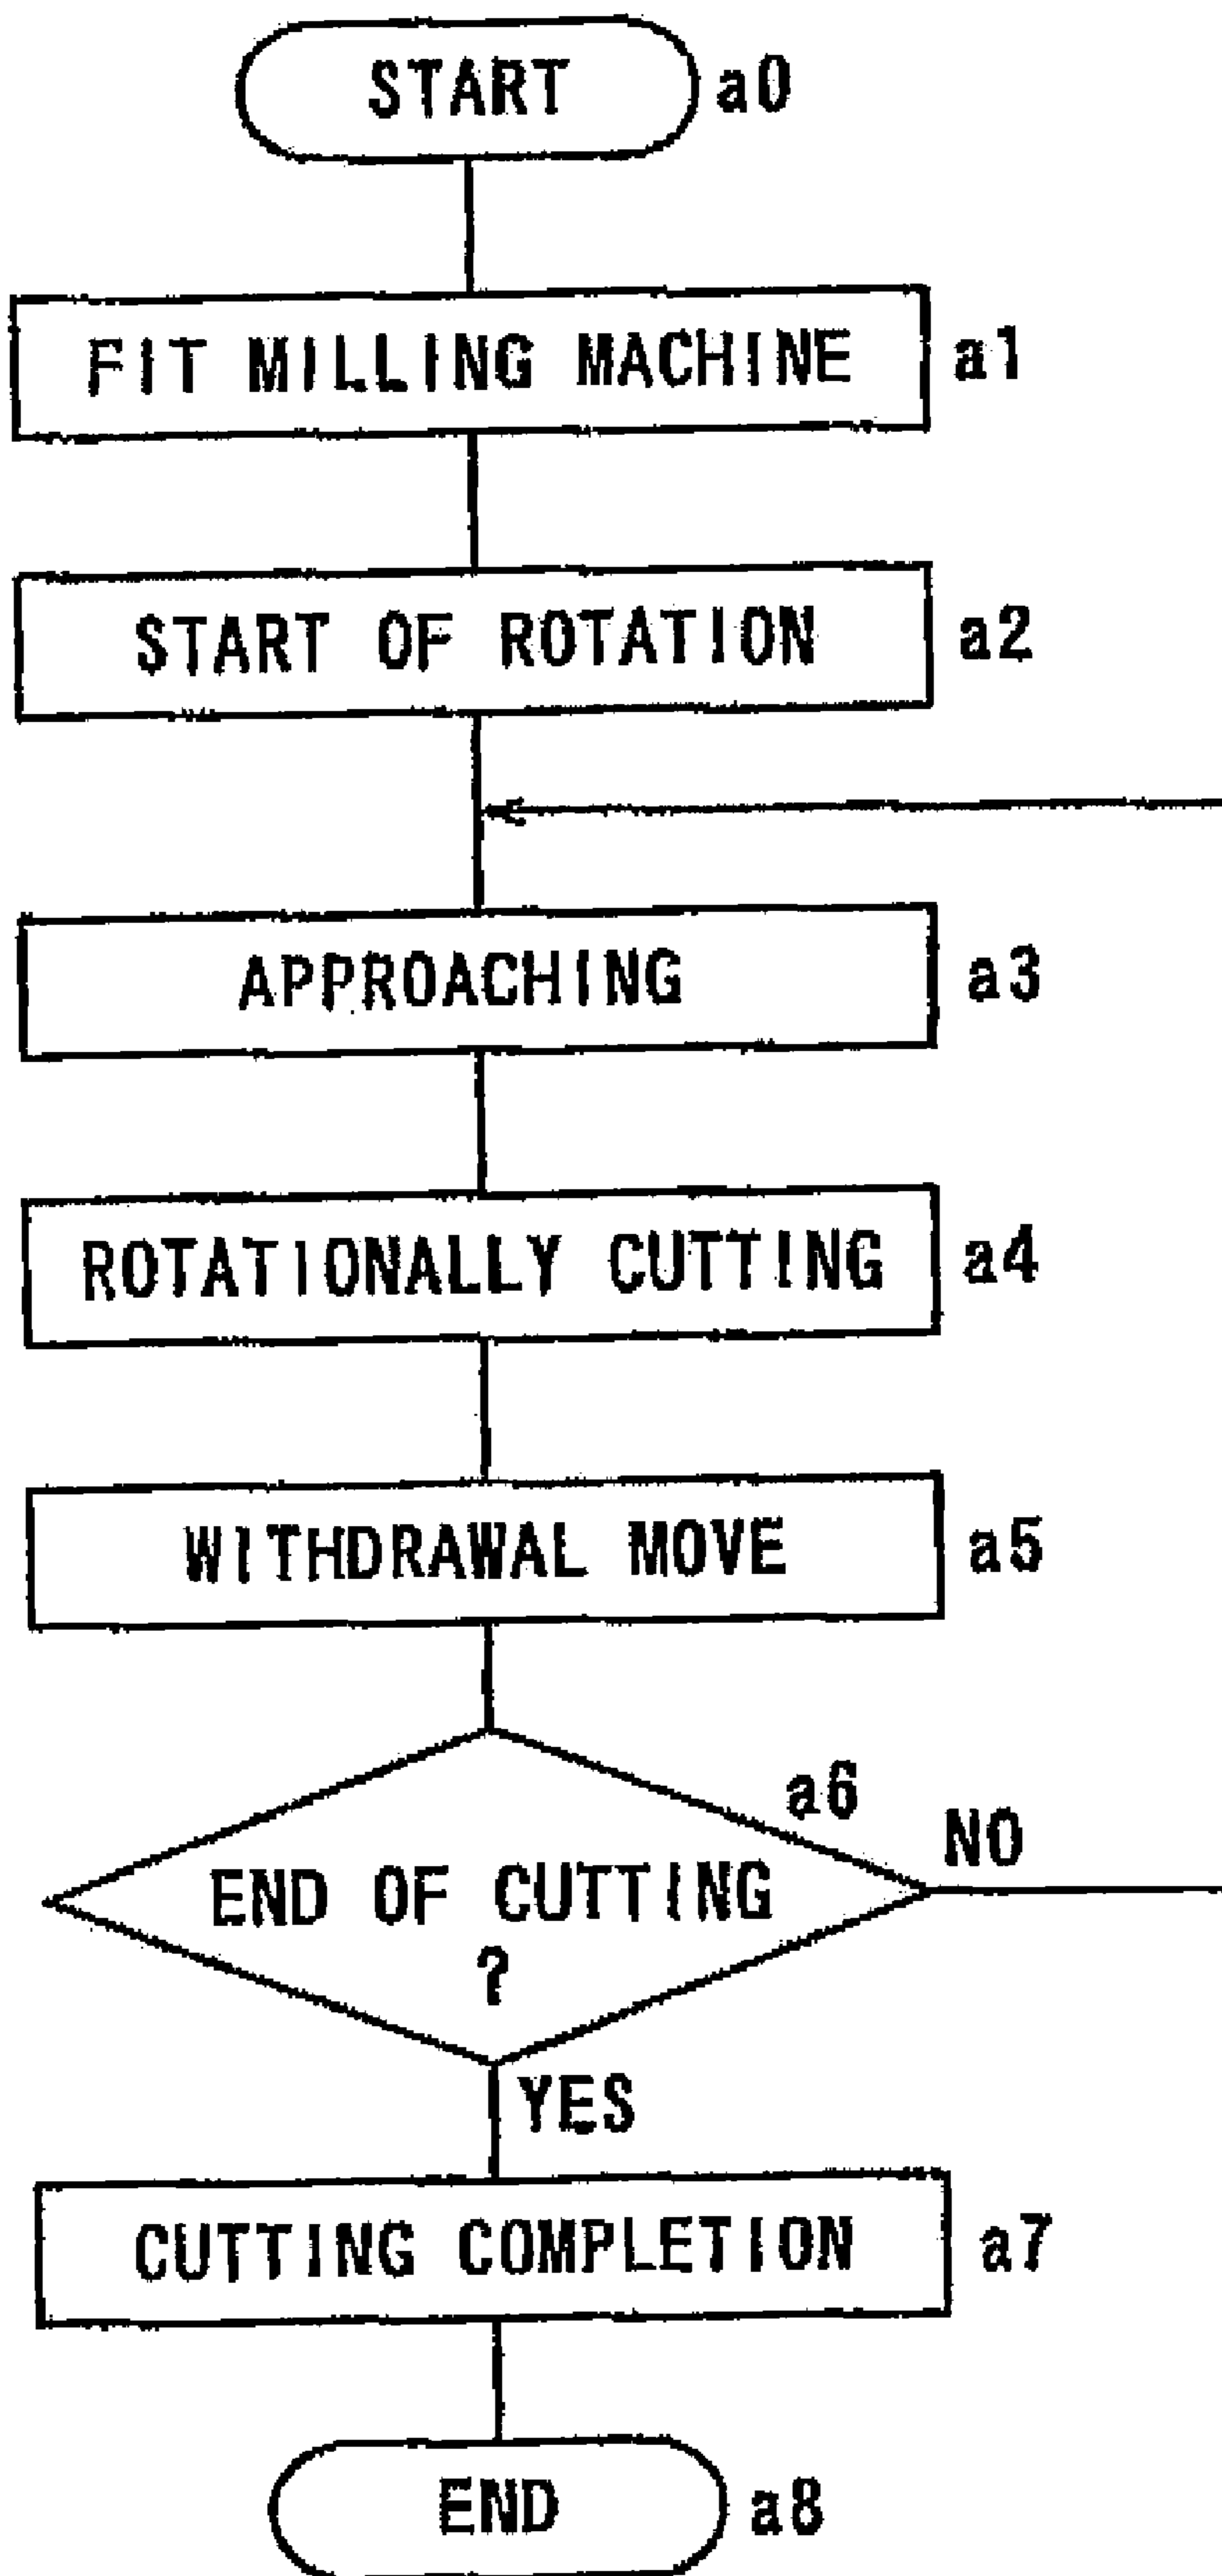 START a0
FIT MILLING MACHINE a1
START OF ROTATION a2
APPROACHING a3
ROTATIONALLY CUTTING a4
WITHDRAWAL MOVE a5
a6
NO
END OF CUTTING
?
YES
CUTTING COMPLETION a7
END a8